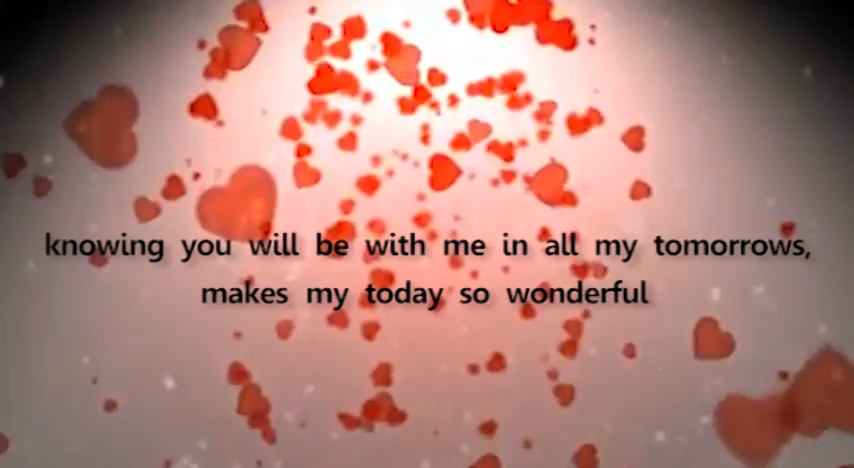 knowing you will be with me in all my tomorrows,
makes my today so wonderful